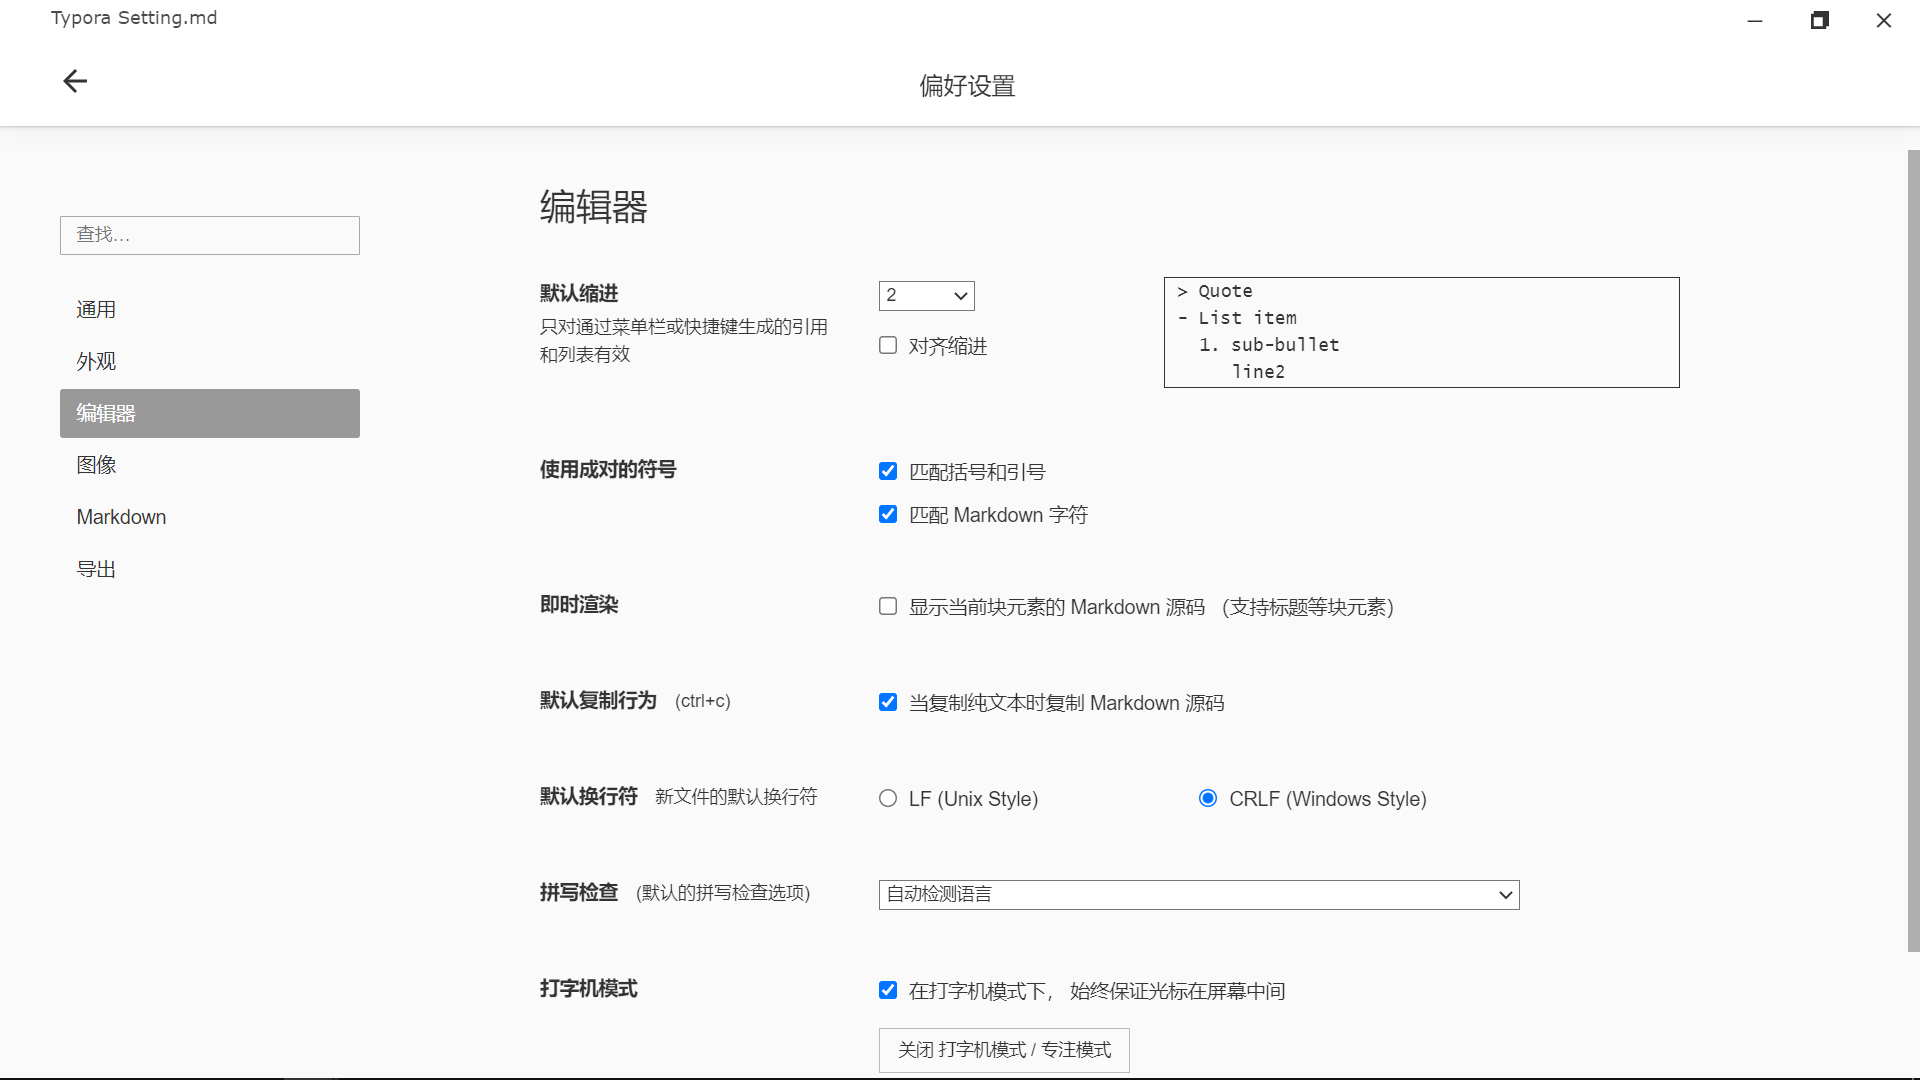 Typora Setting.md
偏好设置
查找...
通用
外观
编辑器
图像
Markdown
导出
编辑器
默认缩进
只对通过菜单栏或快捷键生成的引用
和列表有效
2
对齐缩进
> Quote
- List item
1. sub-bullet
line2
使用成对的符号
匹配括号和引号
匹配 Markdown 字符
即时渲染
显示当前块元素的 Markdown 源码 (支持标题等块元素)
默认复制行为 (ctrl+c)
当复制纯文本时复制 Markdown 源码
默认换行符 新文件的默认换行符
LF (Unix Style)
CRLF (Windows Style)
拼写检查 (默认的拼写检查选项)
自动检测语言
打字机模式
在打字机模式下， 始终保证光标在屏幕中间
关闭 打字机模式 / 专注模式